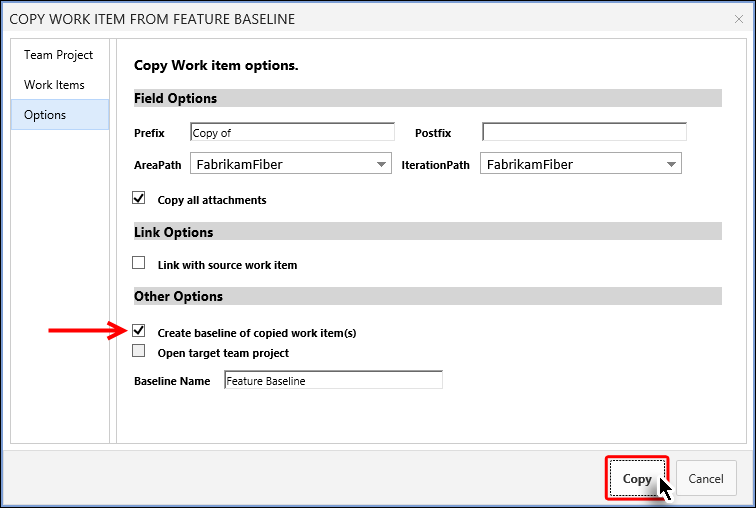 COPY WORK ITEM FROM FEATURE BASELINE
Team Project
Work Items
Options
Copy Work item options.
Field Options
Prefix Copy of Postfix
AreaPath FabrikamFiber IterationPath FabrikamFiber
Copy all attachments
Link Options
Link with source work item
Other Options
Create baseline of copied work item(s)
Open target team project
Baseline Name Feature Baseline
Copy Cancel